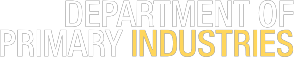 DEPARTMENT OF
PRIMARY INDUSTRIES